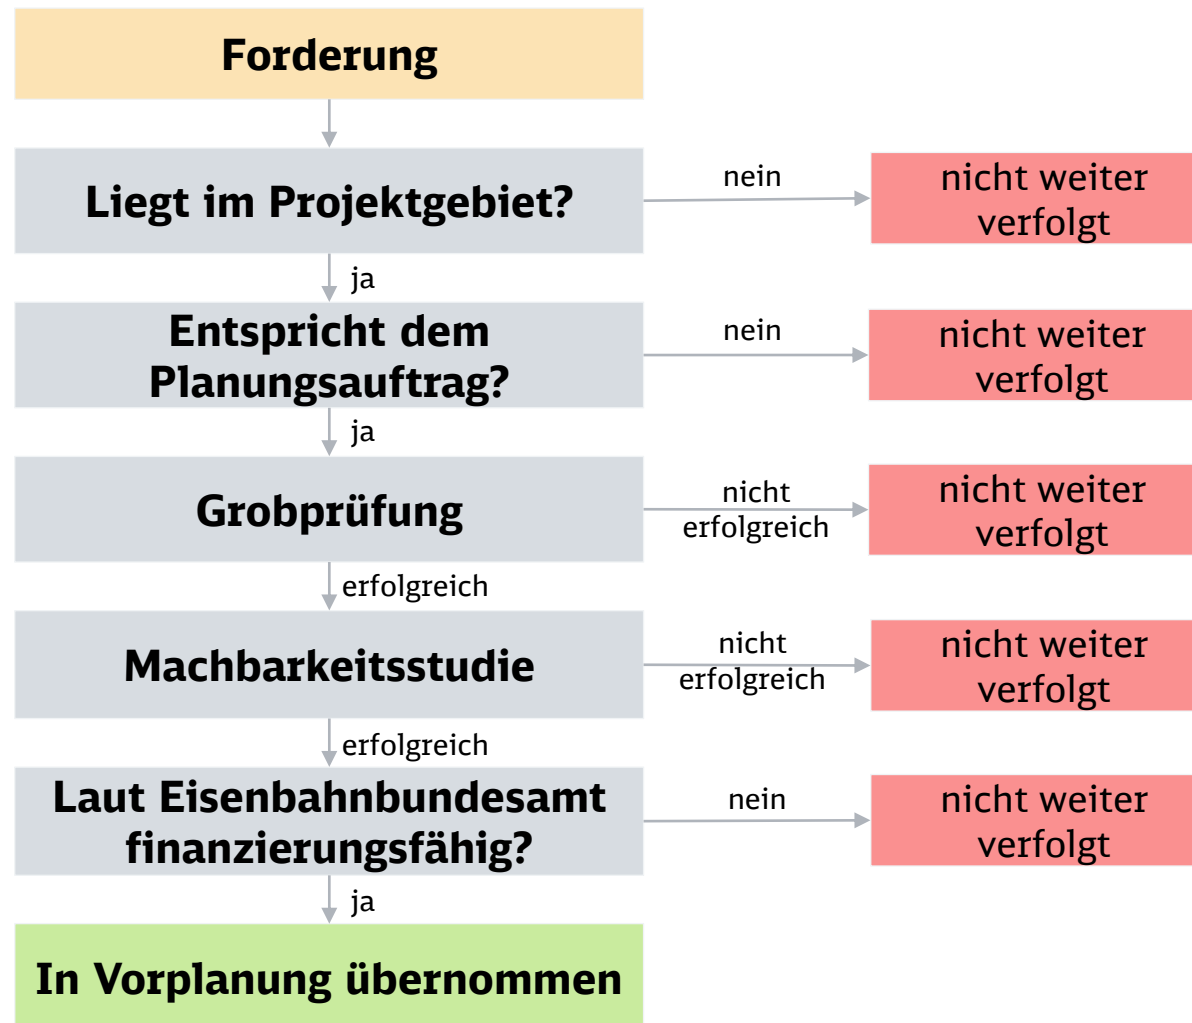 Forderung
Liegt im Projektgebiet?
nein
nicht weiter
verfolgt
ja
Entspricht dem
Planungsauftrag?
nein
nicht weiter
verfolgt
ja
Grobprüfung
nicht
erfolgreich
nicht weiter
verfolgt
erfolgreich
Machbarkeitsstudie
nicht
erfolgreich
nicht weiter
verfolgt
erfolgreich
Laut Eisenbahnbundesamt
finanzierungsfähig?
nein
nicht weiter
verfolgt
ja
In Vorplanung übernommen